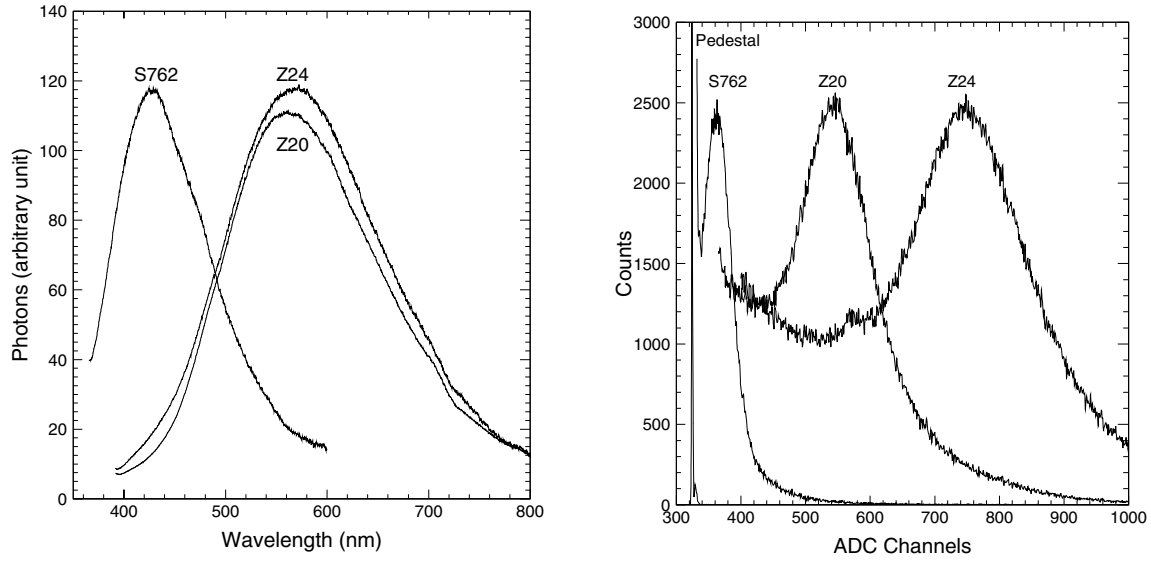 140
120
100
80
60
40
20
0
Photons (arbitrary unit)
S762
Z24
Z20
400 500 600 700 800
Wavelength (nm)
3000
2500
2000
1500
1000
500
0
Counts
Pedestal
S762 Z20 Z24
300 400 500 600 700 800 900 1000
ADC Channels